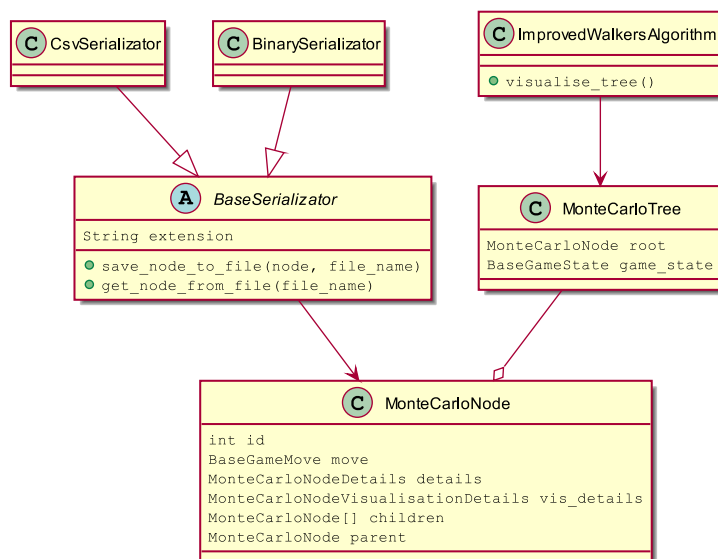 C CsvSerializator
C BinarySerializator
C ImprovedWalkersAlgorithm
visualise_tree()
A BaseSerializator
String extension
save_node_to_file(node, file_name)
get_node_from_file(file_name)
C MonteCarloTree
MonteCarloNode root
BaseGameState game_state
C MonteCarloNode
int id
BaseGameMove move
MonteCarloNodeDetails details
MonteCarloNodeVisualisationDetails vis_details
MonteCarloNode[] children
MonteCarloNode parent